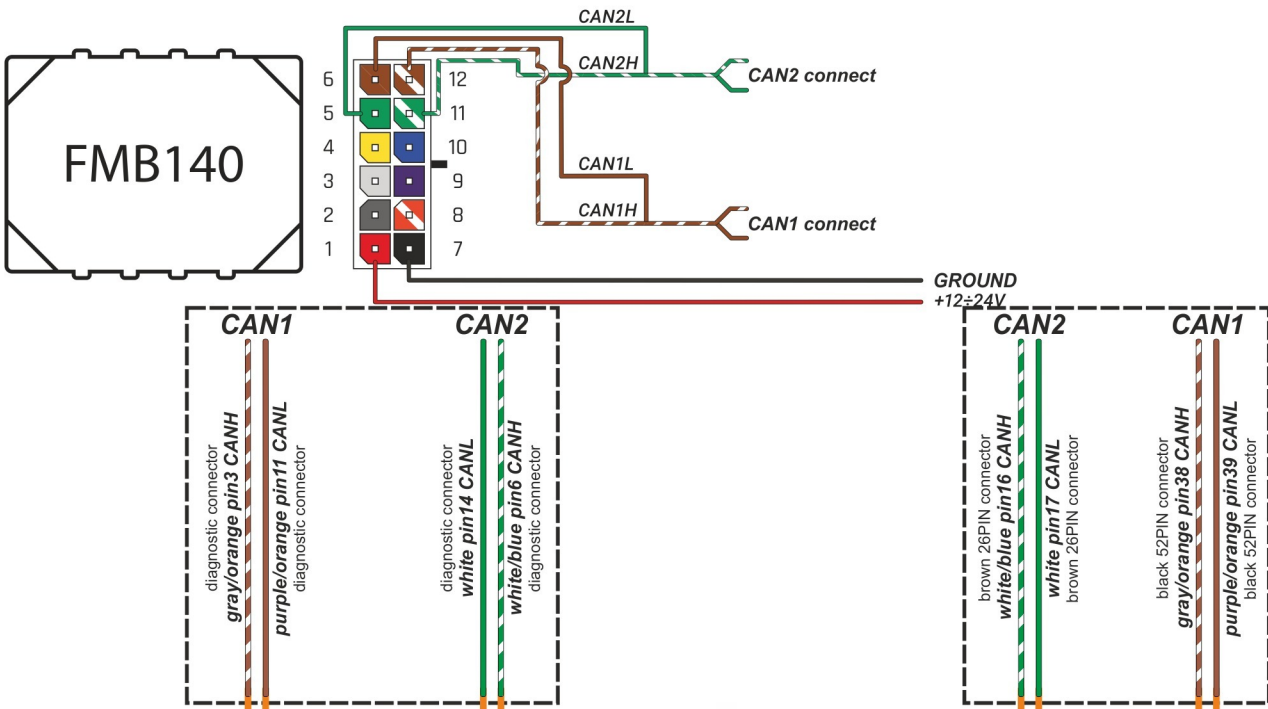 FMB140
CAN2L
CAN2H
CAN2 connect
6 12
5 11
4 10
3 9
2 8
1 7
CAN1L
CAN1H
CAN1 connect
GROUND
+12÷24V
CAN1
diagnostic connector
gray/orange pin3 CANH
purple/orange pin11 CANL
diagnostic connector
CAN2
diagnostic connector
white pin14 CANL
white/blue pin6 CANH
diagnostic connector
CAN2
brown 26PIN connector
white/blue pin16 CANH
white pin17 CANL
brown 26PIN connector
CAN1
black 52PIN connector
gray/orange pin38 CANH
purple/orange pin39 CANL
black 52PIN connector